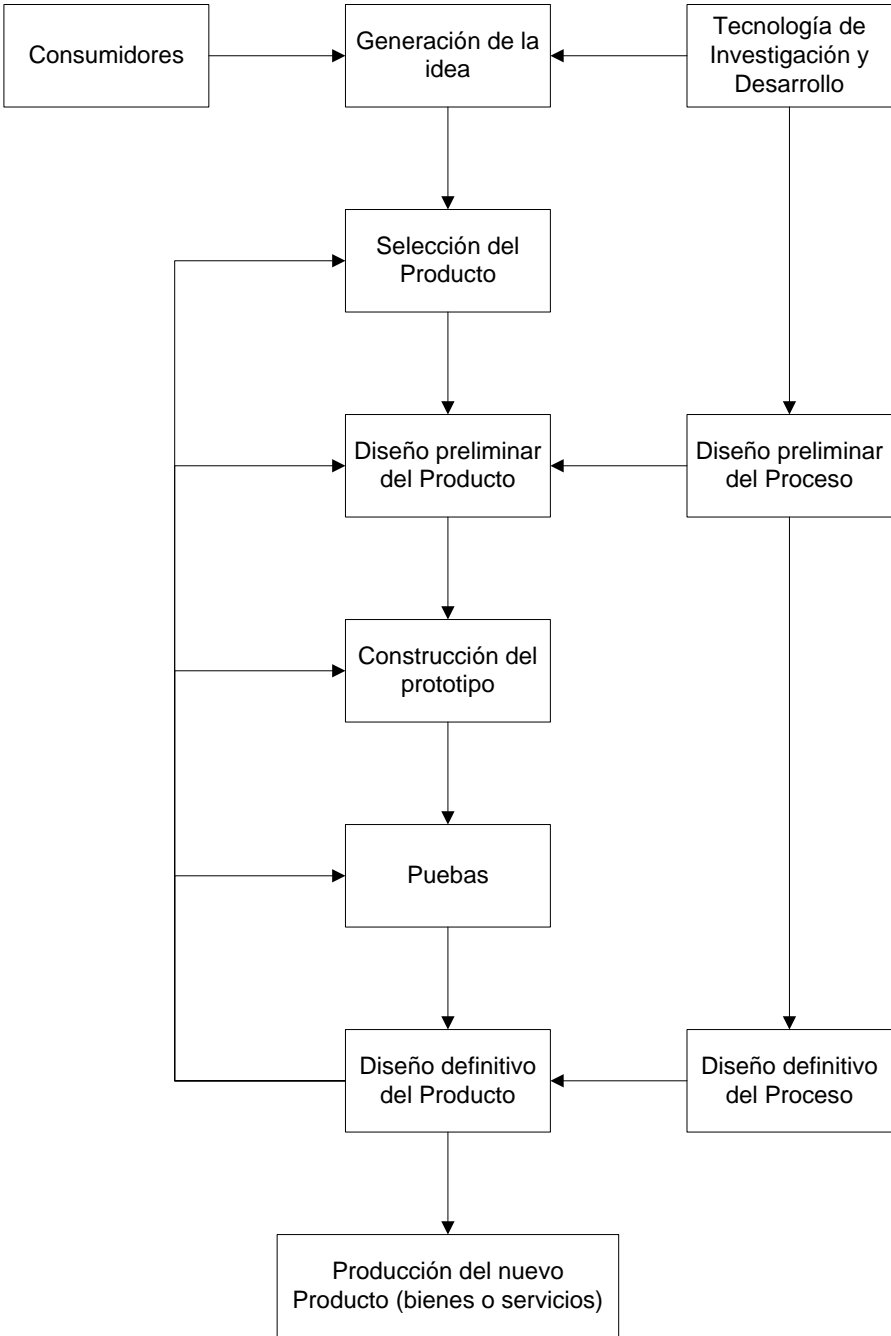 Consumidores
Generación de la
idea
Tecnología de
Investigación y
Desarrollo
Selección del
Producto
Diseño preliminar
del Producto
Diseño preliminar
del Proceso
Construcción del
prototipo
Puebas
Diseño definitivo
del Producto
Diseño definitivo
del Proceso
Producción del nuevo
Producto (bienes o servicios)